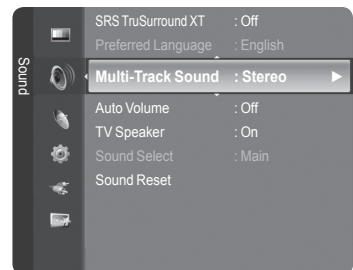 Sound
SRS TruSurround XT : Off
Preferred Language : English
Multi-Track Sound : Stereo
Auto Volume : Off
TV Speaker : On
Sound Select : Main
Sound Reset